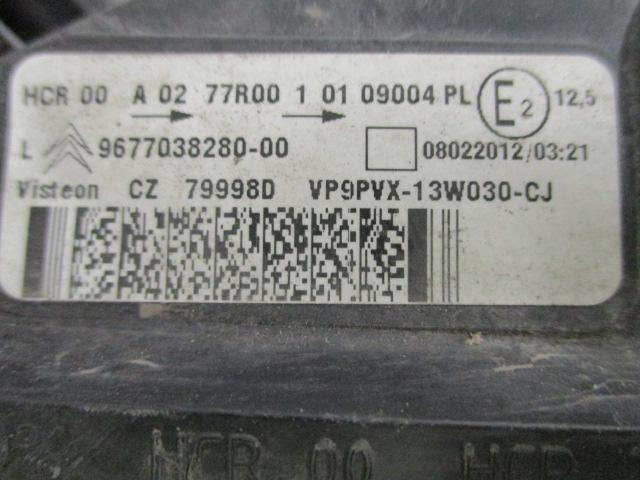 HCR 00 A 02 77R00 1 01 09004 PL E2 12,5
L 9677038280-00 08022012/03:21
Visteon CZ 79998D VP9PVX-13W030-CJ
HCR 00 HCR